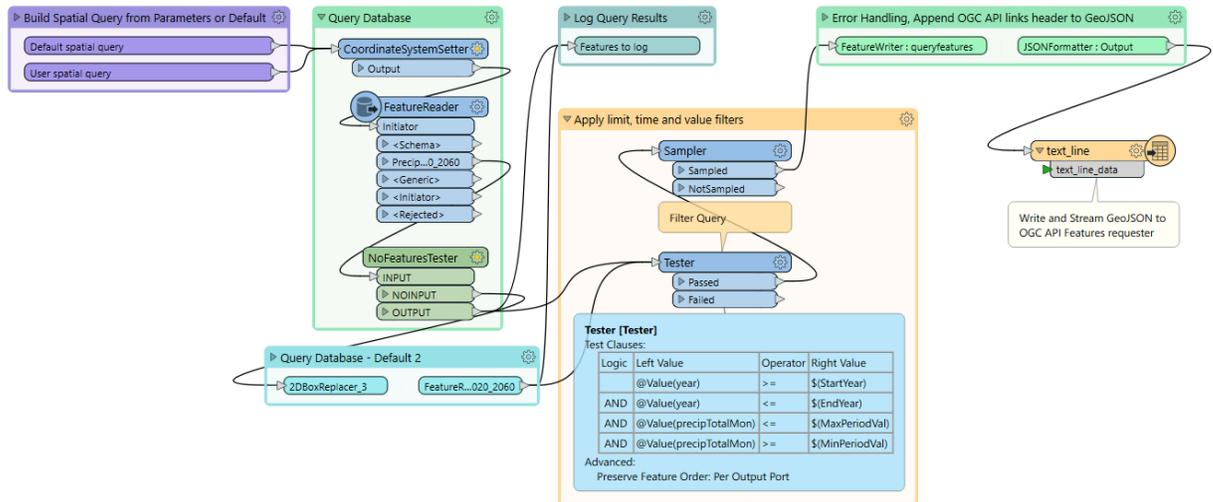 Build Spatial Query from Parameters or Default
Default spatial query
User spatial query
Query Database
CoordinateSystemSetter
Output
FeatureReader
Initiator
<Schema>
Precip...0_2060
<Generic>
<Initiator>
<Rejected>
NoFeaturesTester
INPUT
NOINPUT
OUTPUT
Query Database - Default 2
2DBoxReplacer_3
FeatureR...020_2060
Log Query Results
Features to log
Apply limit, time and value filters
Sampler
Sampled
NotSampled
Filter Query
Tester
Passed
Failed
Tester [Tester]
Test Clauses:
Logic Left Value Operator Right Value
@Value(year) >= $(StartYear)
AND @Value(year) <= $(EndYear)
AND @Value(precipTotalMon) <= $(MaxPeriodVal)
AND @Value(precipTotalMon) >= $(MinPeriodVal)
Advanced:
Preserve Feature Order: Per Output Port
Error Handling, Append OGC API links header to GeoJSON
FeatureWriter : queryfeatures
JSONFormatter : Output
text_line
text_line_data
Write and Stream GeoJSON to
OGC API Features requester